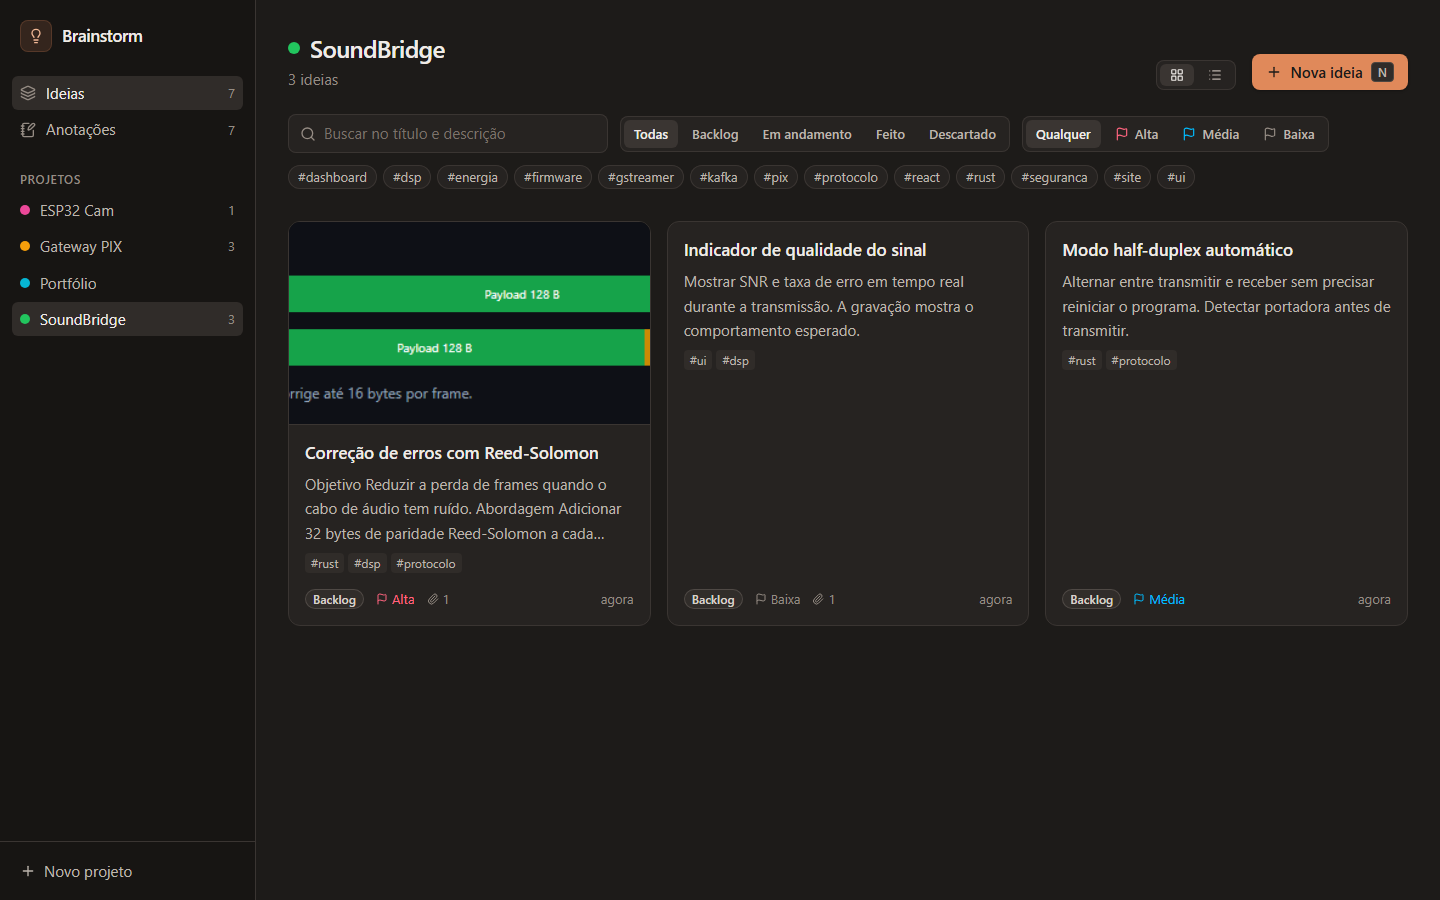 Brainstorm
Ideias 7
Anotações 7
PROJETOS
ESP32 Cam 1
Gateway PIX 3
Portfólio
SoundBridge 3
Novo projeto
SoundBridge
3 ideias
Nova ideia N
Buscar no título e descrição
Todas Backlog Em andamento Feito Descartado
Qualquer Alta Média Baixa
#dashboard #dsp #energia #firmware #gstreamer #kafka #pix #protocolo #react #rust #seguranca #site #ui
Payload 128 B
Payload 128 B
rrige até 16 bytes por frame.
Correção de erros com Reed-Solomon
Objetivo Reduzir a perda de frames quando o
cabo de áudio tem ruído. Abordagem Adicionar
32 bytes de paridade Reed-Solomon a cada...
#rust #dsp #protocolo
Backlog Alta 1 agora
Indicador de qualidade do sinal
Mostrar SNR e taxa de erro em tempo real
durante a transmissão. A gravação mostra o
comportamento esperado.
#ui #dsp
Backlog Baixa 1 agora
Modo half-duplex automático
Alternar entre transmitir e receber sem precisar
reiniciar o programa. Detectar portadora antes de
transmitir.
#rust #protocolo
Backlog Média agora